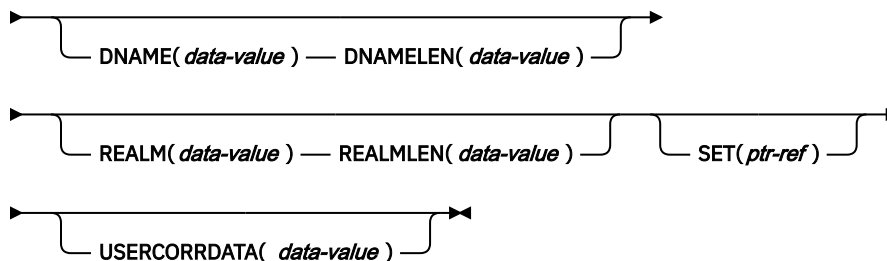 DNAME( data-value ) — DNAMELEN( data-value )
REALM( data-value ) — REALMLEN( data-value ) SET( ptr-ref )
USERCORRDATA( data-value )